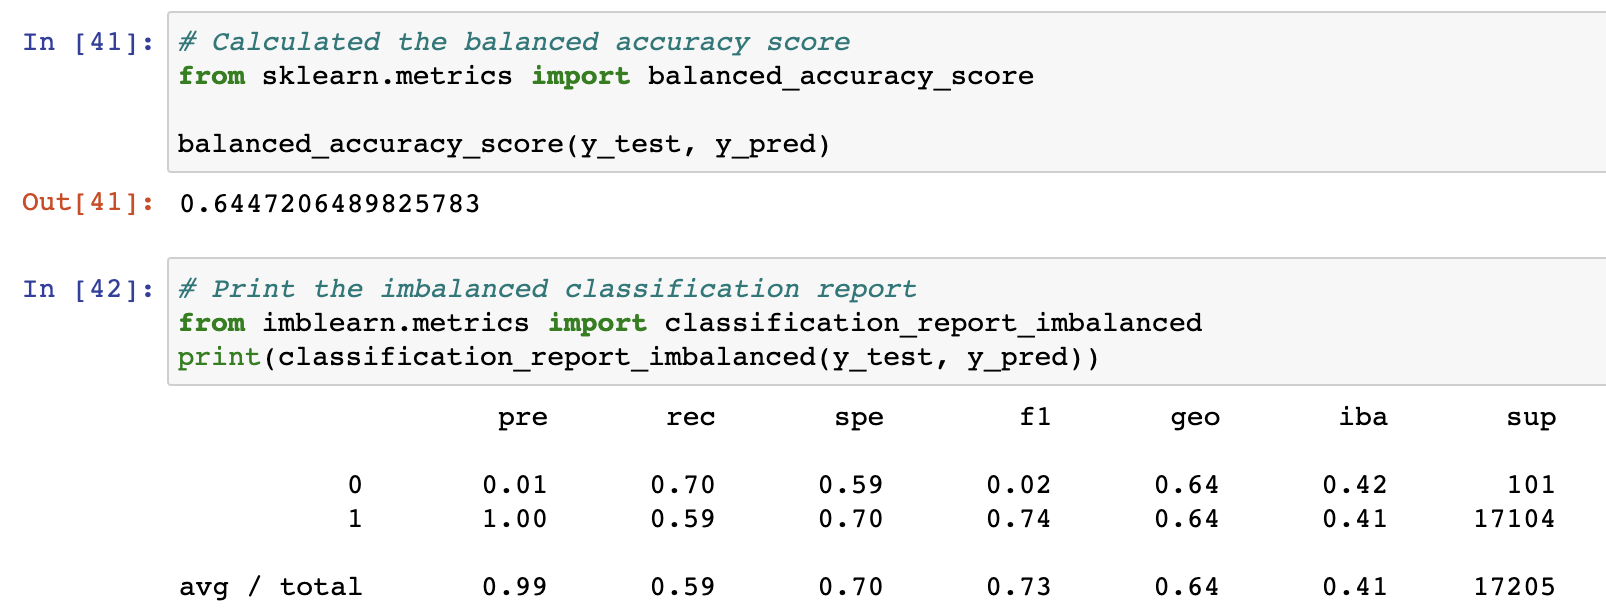 In [41]: # Calculated the balanced accuracy score
from sklearn.metrics import balanced_accuracy_score
balanced_accuracy_score(y_test, y_pred)
Out[41]: 0.6447206489825783
In [42]: # Print the imbalanced classification report
from imblearn.metrics import classification_report_imbalanced
print(classification_report_imbalanced(y_test, y_pred))
pre rec spe f1 geo iba sup
0 0.01 0.70 0.59 0.02 0.64 0.42 101
1 1.00 0.59 0.70 0.74 0.64 0.41 17104
avg / total 0.99 0.59 0.70 0.73 0.64 0.41 17205